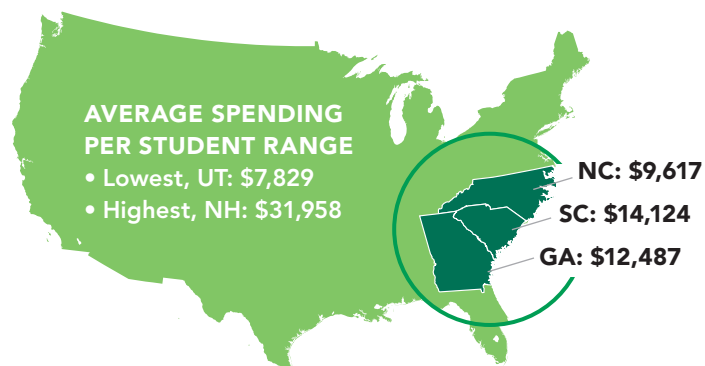 AVERAGE SPENDING
PER STUDENT RANGE
• Lowest, UT: $7,829
• Highest, NH: $31,958
NC: $9,617
SC: $14,124
GA: $12,487